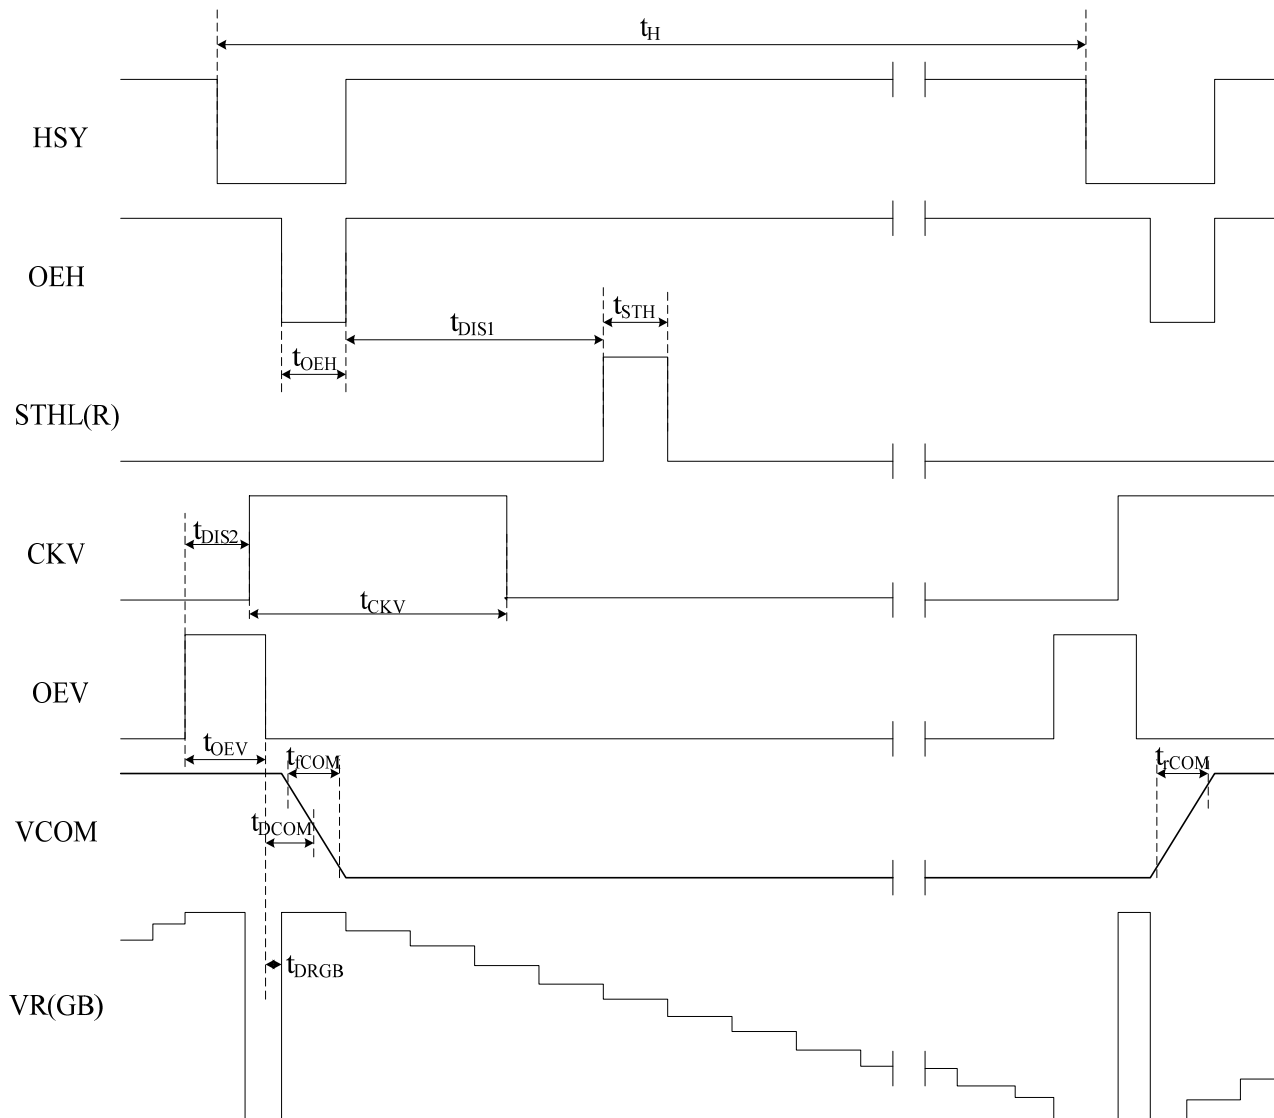 tH
HSY
OEH
tSTH
tDIS1
tOEH
STHL(R)
tDIS2
CKV
tCKV
OEV
tOEV
tfCOM
trCOM
tDCOM
VCOM
tDRGB
VR(GB)